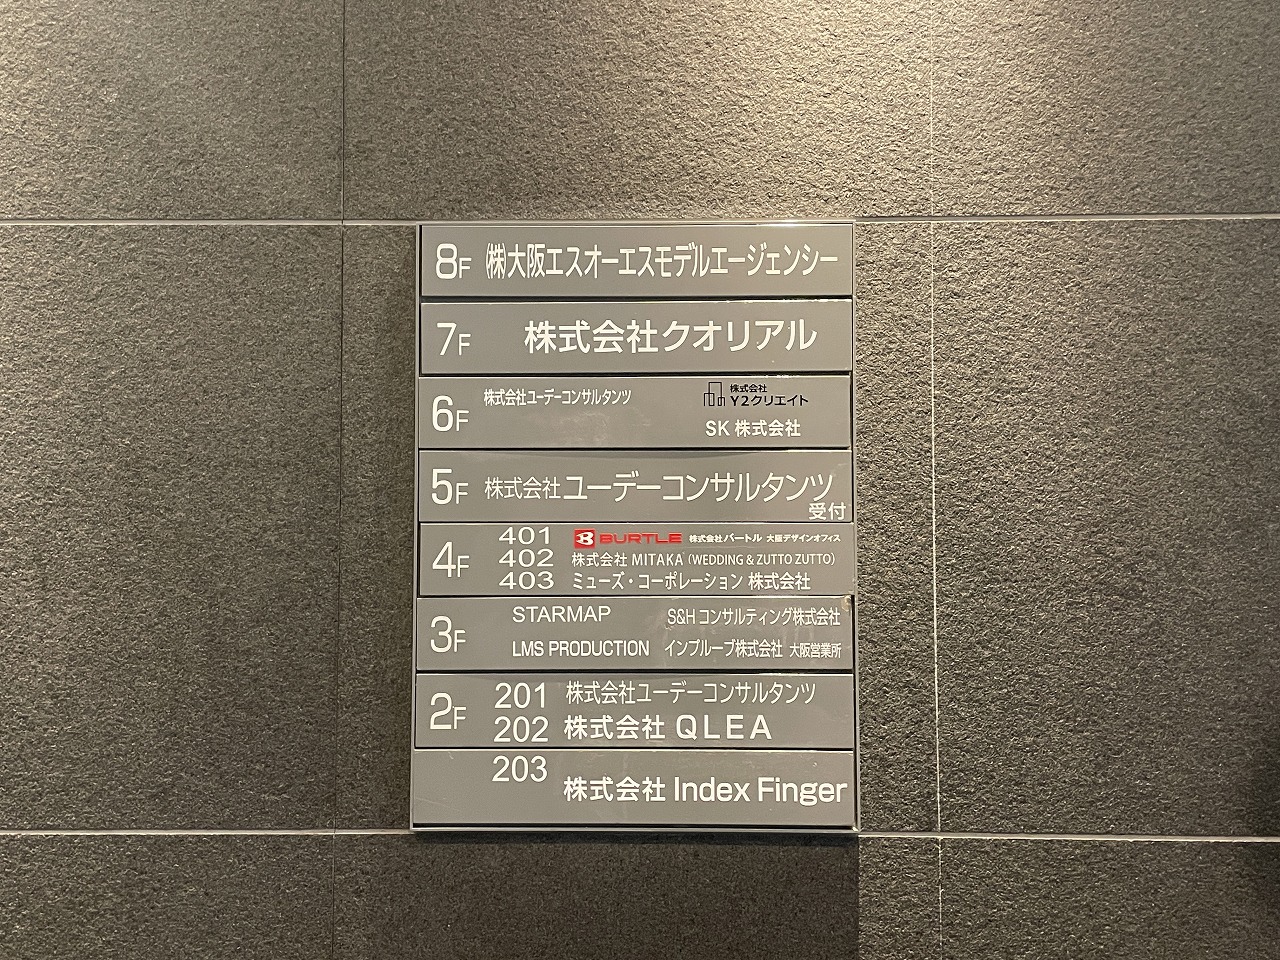 8F ㈱大阪エスオーエスモデルエージェンシー
7F 株式会社クオリアル
6F 株式会社ユーデーコンサルタンツ 株式会社 Y2クリエイト
SK 株式会社
5F 株式会社ユーデーコンサルタンツ
受付
4F 401 BURTLE 株式会社バートル 大阪デザインオフィス
402 株式会社 MITAKA (WEDDING & ZUTTO ZUTTO)
403 ミューズ・コーポレーション 株式会社
3F STARMAP S&H コンサルティング株式会社
LMS PRODUCTION インプルーブ株式会社 大阪営業所
2F 201 株式会社ユーデーコンサルタンツ
202 株式会社 QLEA
203 株式会社 Index Finger